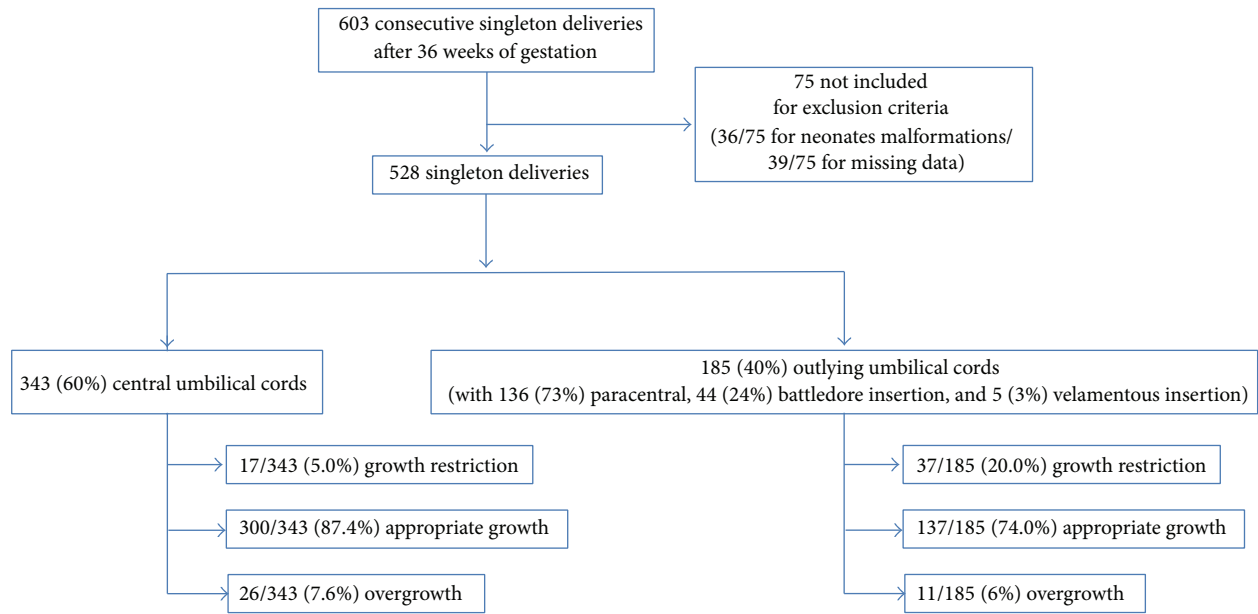 603 consecutive singleton deliveries
after 36 weeks of gestation
75 not included
for exclusion criteria
(36/75 for neonates malformations/
39/75 for missing data)
528 singleton deliveries
343 (60%) central umbilical cords
185 (40%) outlying umbilical cords
(with 136 (73%) paracentral, 44 (24%) battledore insertion, and 5 (3%) velamentous insertion)
17/343 (5.0%) growth restriction
300/343 (87.4%) appropriate growth
26/343 (7.6%) overgrowth
37/185 (20.0%) growth restriction
137/185 (74.0%) appropriate growth
11/185 (6%) overgrowth